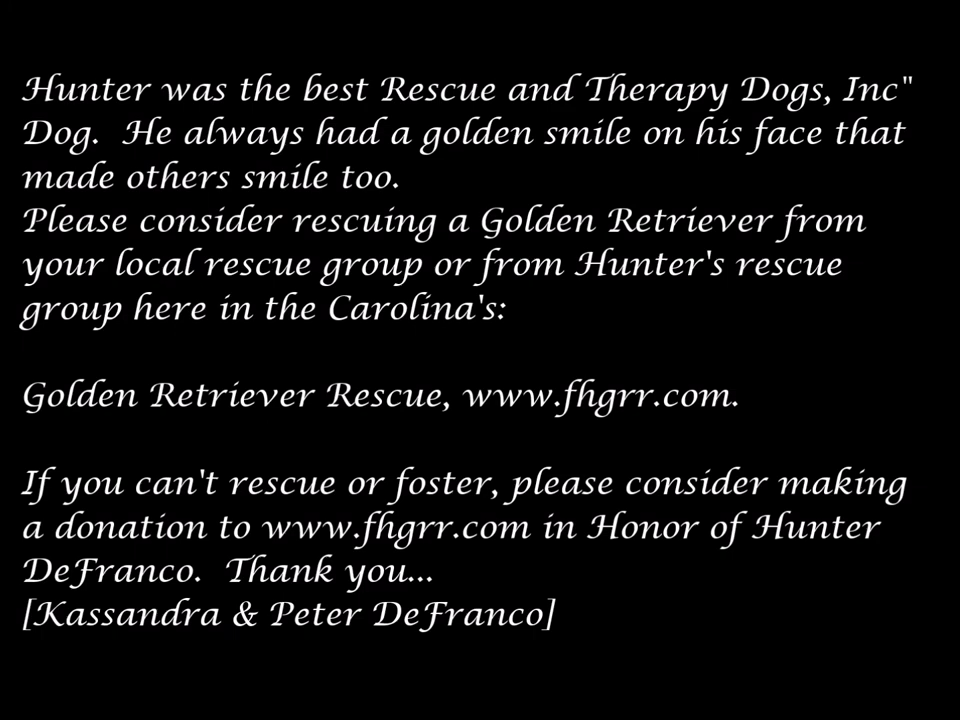 Hunter was the best Rescue and Therapy Dogs, Inc"
Dog.  He always had a golden smile on his face that
made others smile too.
Please consider rescuing a Golden Retriever from
your local rescue group or from Hunter's rescue
group here in the Carolina's:
Golden Retriever Rescue, www.fhgrr.com.
If you can't rescue or foster, please consider making
a donation to www.fhgrr.com in Honor of Hunter
DeFranco.  Thank you...
[Kassandra & Peter DeFranco]